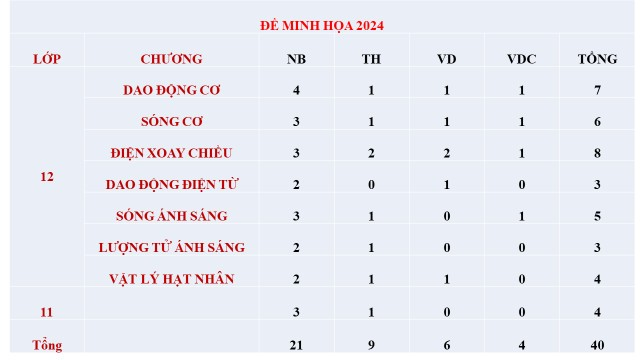 ĐỀ MINH HỌA 2024
LỚP CHƯƠNG NB TH VD VDC TỔNG
DAO ĐỘNG CƠ 4 1 1 1 7
SÓNG CƠ 3 1 1 1 6
ĐIỆN XOAY CHIỀU 3 2 2 1 8
12
DAO ĐỘNG ĐIỆN TỪ 2 0 1 0 3
SÓNG ÁNH SÁNG 3 1 0 1 5
LƯỢNG TỬ ÁNH SÁNG 2 1 0 0 3
VẬT LÝ HẠT NHÂN 2 1 1 0 4
11 3 1 0 0 4
Tổng 21 9 6 4 40